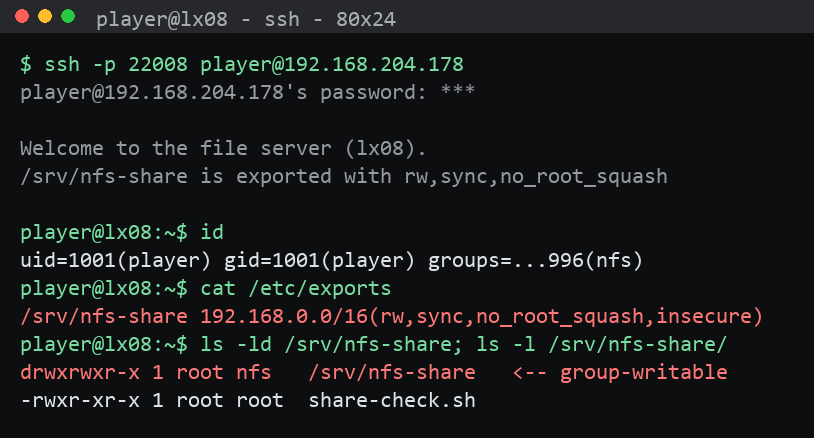 player@lx08 - ssh - 80x24
$ ssh -p 22008 player@192.168.204.178
player@192.168.204.178's password: ***
Welcome to the file server (lx08).
/srv/nfs-share is exported with rw,sync,no_root_squash
player@lx08:~$ id
uid=1001(player) gid=1001(player) groups=...996(nfs)
player@lx08:~$ cat /etc/exports
/srv/nfs-share 192.168.0.0/16(rw,sync,no_root_squash,insecure)
player@lx08:~$ ls -ld /srv/nfs-share; ls -l /srv/nfs-share/
drwxrwxr-x 1 root nfs   /srv/nfs-share   <-- group-writable
-rwxr-xr-x 1 root root  share-check.sh